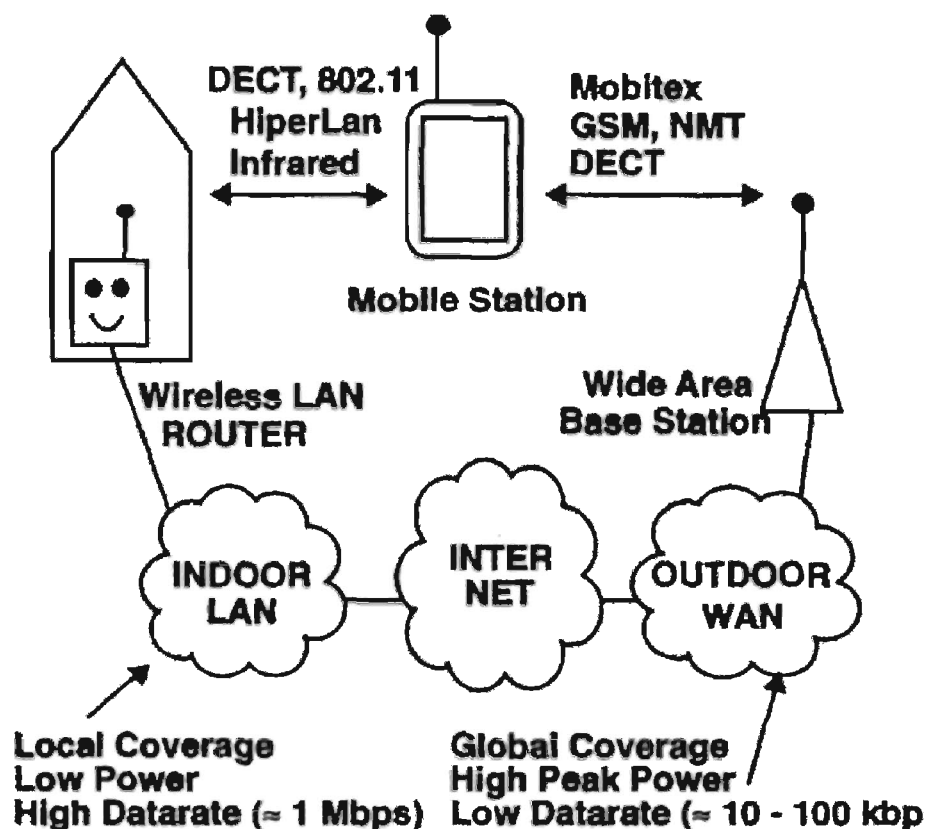 DECT, 802.11
HiperLan
Infrared
Mobitex
GSM, NMT
DECT
Mobile Station
Wireless LAN
ROUTER
Wide Area
Base Station
INDOOR
LAN
INTER
NET
OUTDOOR
WAN
Local Coverage
Low Power
High Datarate (≈ 1 Mbps)
Global Coverage
High Peak Power
Low Datarate (≈ 10 - 100 kbp